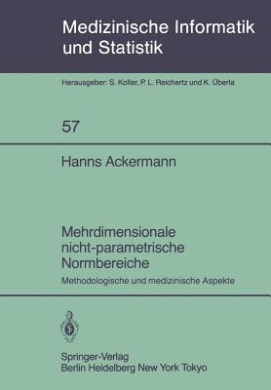 Medizinische Informatik
und Statistik
Herausgeber: S. Koller, P. L. Reichertz und K. Überla
57
Hanns Ackermann
Mehrdimensionale
nicht-parametrische
Normbereiche
Methodologische und medizinische Aspekte
Springer-Verlag
Berlin Heidelberg New York Tokyo